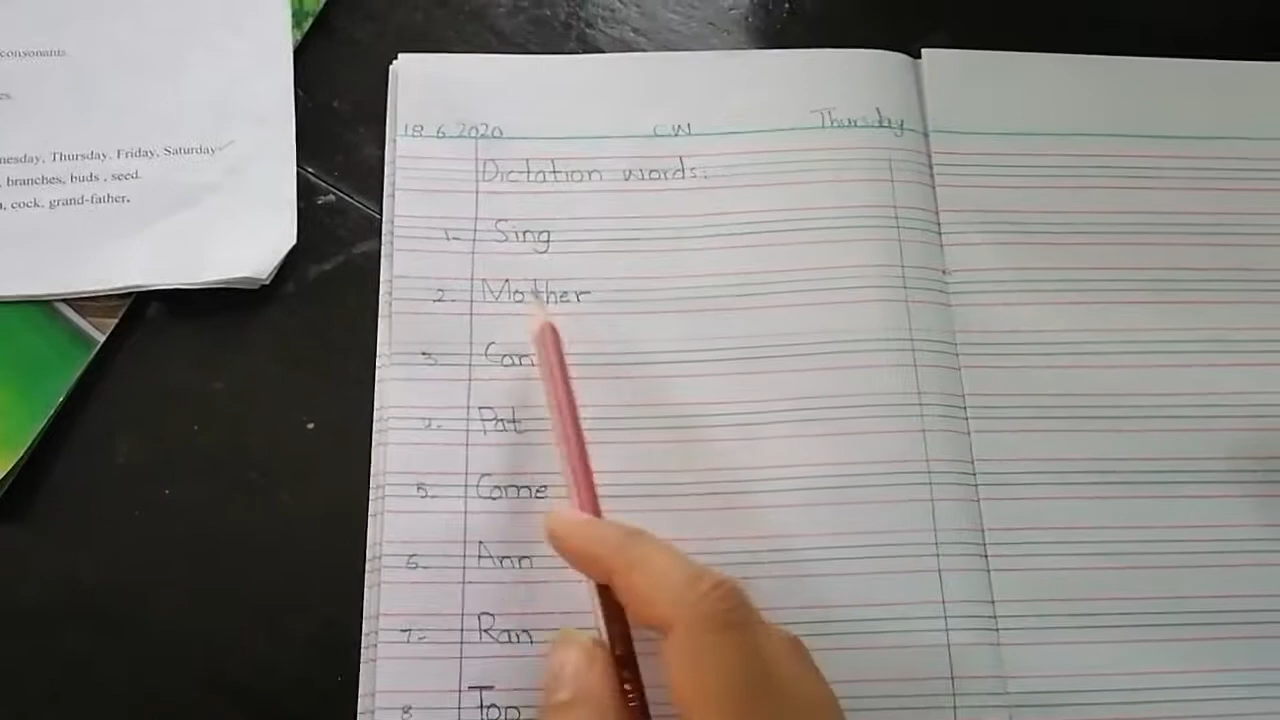 consonants.
es.
nesday, Thursday, Friday, Saturday
, branches, buds , seed.
, cock, grand-father.
18.6.2020 CW Thursday
Dictation words:
1- Sing
2- Mother
3- Can
4- Pat
5- Come
6- Ann
7- Ran
8 Top